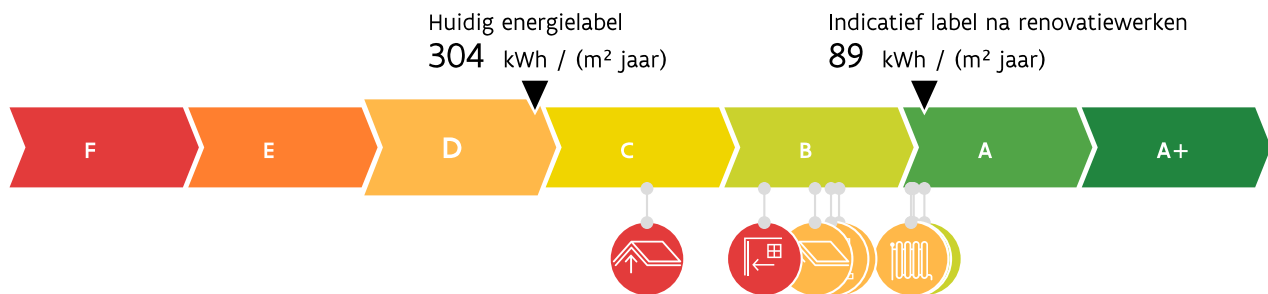 Huidig energielabel
304 kWh / (m² jaar)
Indicatief label na renovatiewerken
89 kWh / (m² jaar)
F E D C B A A+